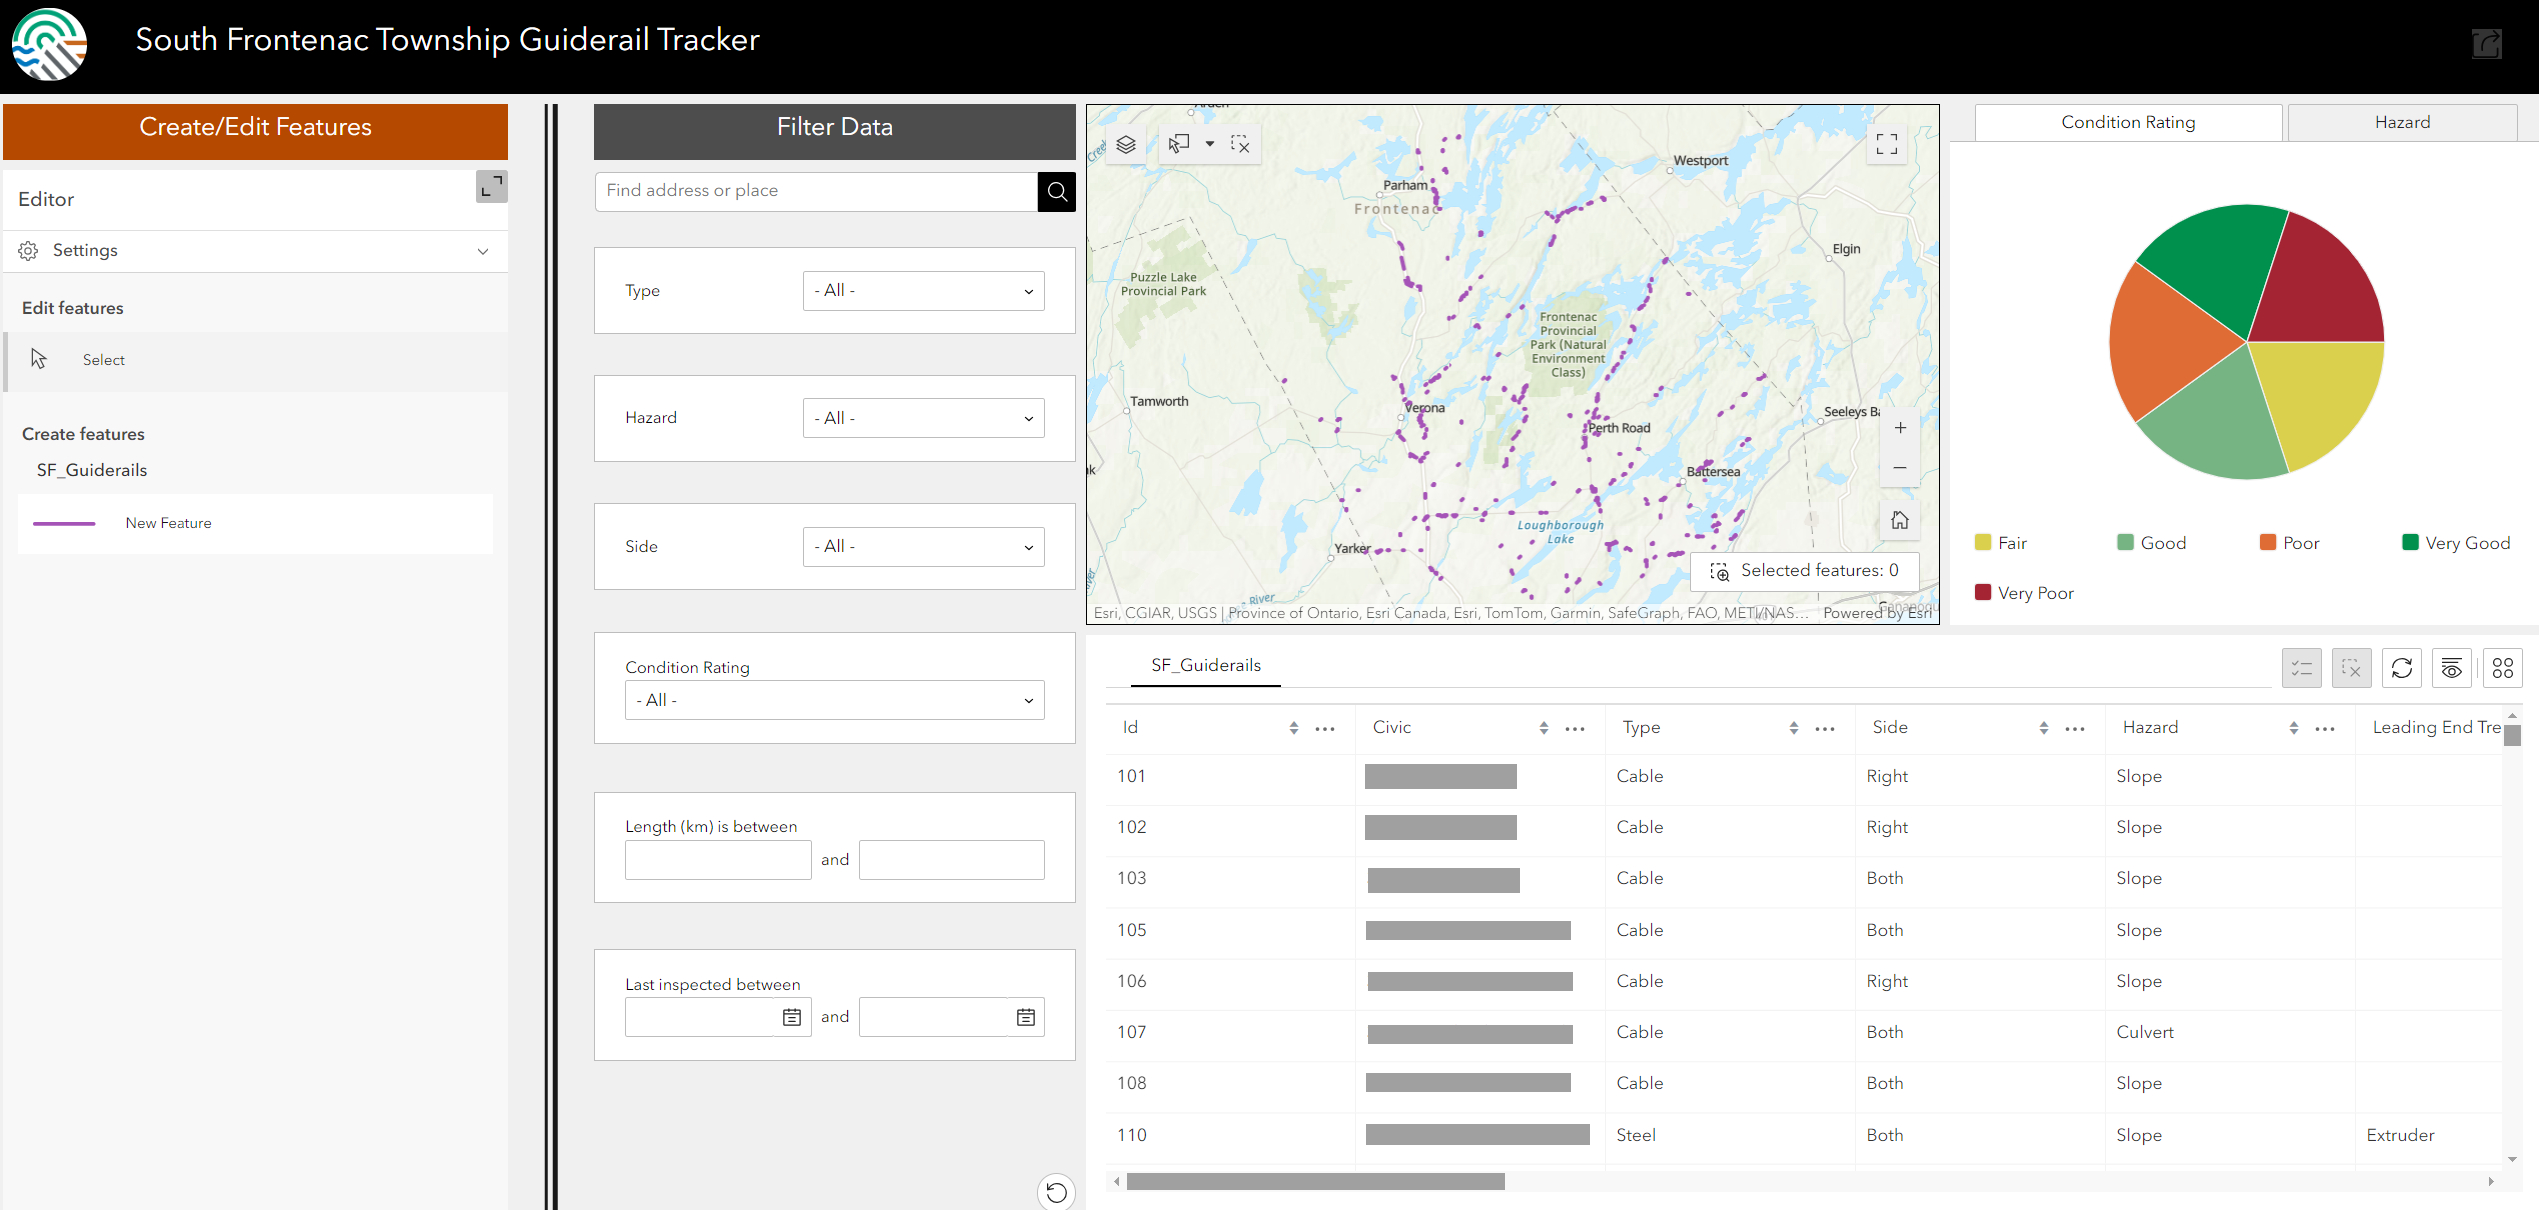 South Frontenac Township Guiderail Tracker
Create/Edit Features
Editor
Settings
Edit features
Select
Create features
SF_Guiderails
New Feature
Filter Data
Find address or place
Type
- All -
Hazard
- All -
Side
- All -
Condition Rating
- All -
Length (km) is between
and
Last inspected between
and
Westport
Parham
Frontenac
Creek
Elgin
Puzzle Lake
Provincial Park
Frontenac
Provincial
Park (Natural
Environment
Class)
Tamworth
Verona
Seeleys Ba
Perth Road
Battersea
Loughborough
Lake
Yarker
River
Selected features: 0
Esri, CGIAR, USGS | Province of Ontario, Esri Canada, Esri, TomTom, Garmin, SafeGraph, FAO, METI/NAS...
Powered by Esri
Condition Rating
Hazard
Fair
Good
Poor
Very Good
Very Poor
SF_Guiderails
Id Civic Type Side Hazard Leading End Tre
101 Cable Right Slope
102 Cable Right Slope
103 Cable Both Slope
105 Cable Both Slope
106 Cable Right Slope
107 Cable Both Culvert
108 Cable Both Slope
110 Steel Both Slope Extruder